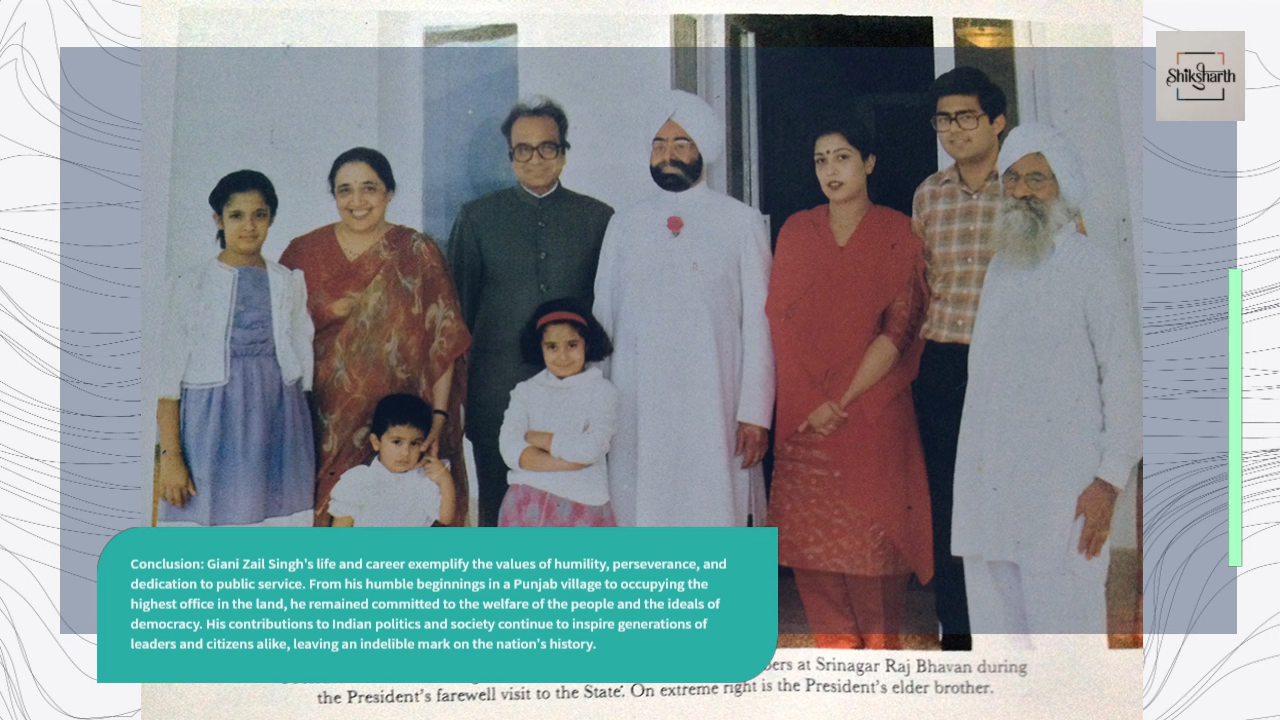 Shiksharth
Conclusion: Giani Zail Singh's life and career exemplify the values of humility, perseverance, and
dedication to public service. From his humble beginnings in a Punjab village to occupying the
highest office in the land, he remained committed to the welfare of the people and the ideals of
democracy. His contributions to Indian politics and society continue to inspire generations of
leaders and citizens alike, leaving an indelible mark on the nation's history.
at Srinagar Raj Bhavan during
the President's farewell visit to the State. On extreme right is the President's elder brother.